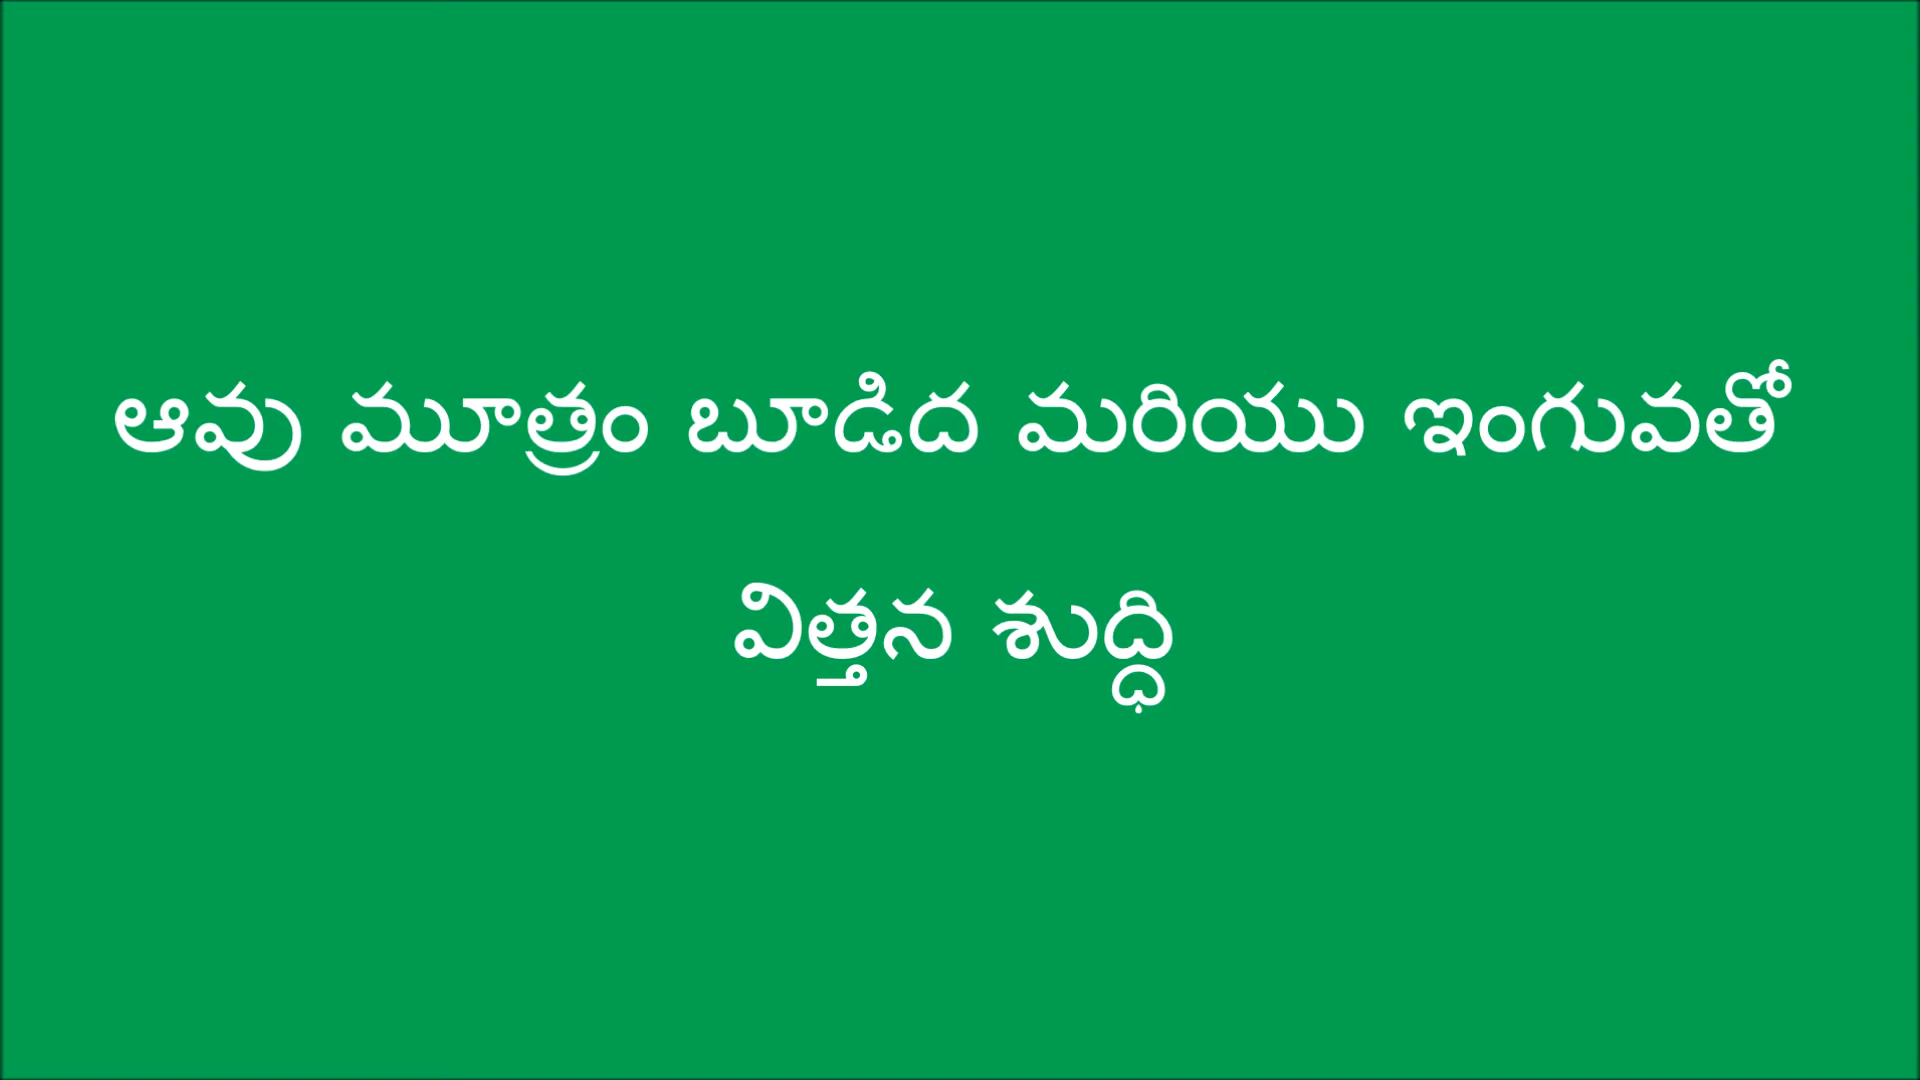 ఆవు మూత్రం బూడిద మరియు ఇంగువతో
విత్తన శుద్ధి